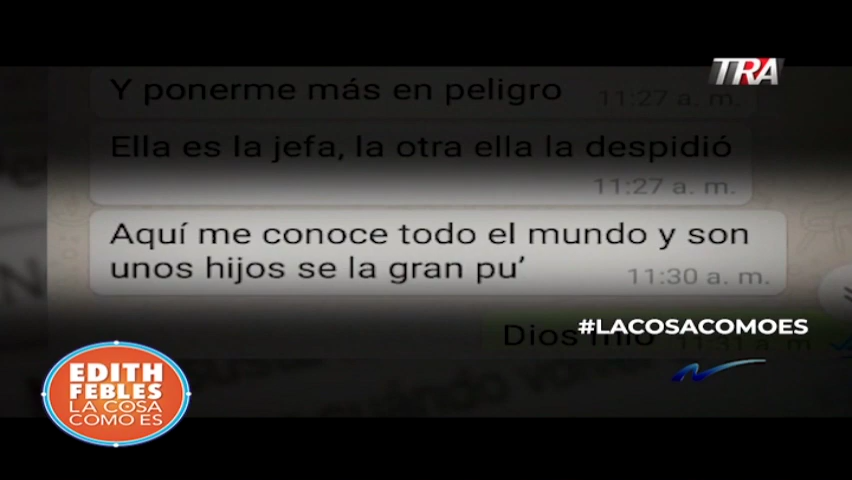 TRA
Y ponerme más en peligro
11:27 a. m.
Ella es la jefa, la otra ella la despidió
11:27 a. m.
Aquí me conoce todo el mundo y son
unos hijos se la gran pu’
11:30 a. m.
#LACOSACOMOES
Dios mío
11:31 a. m.
EDITH
FEBLES
LA COSA
COMO ES